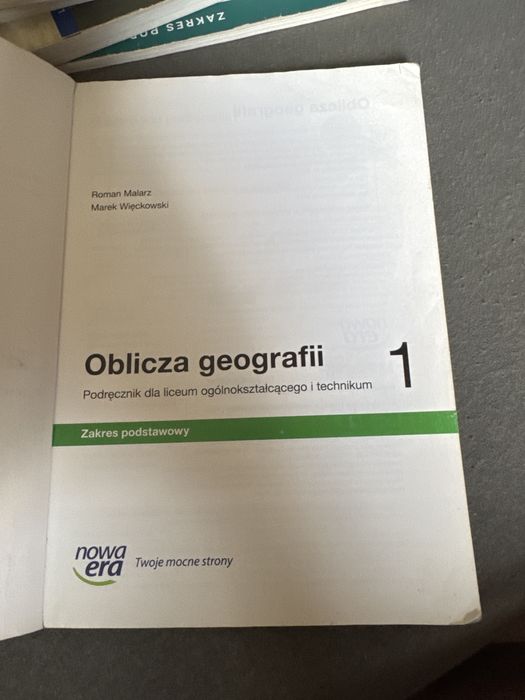 ZAKRES POD
Roman Malarz
Marek Więckowski
Oblicza geografii 1
Podręcznik dla liceum ogólnokształcącego i technikum
Zakres podstawowy
nowa
era
Twoje mocne strony